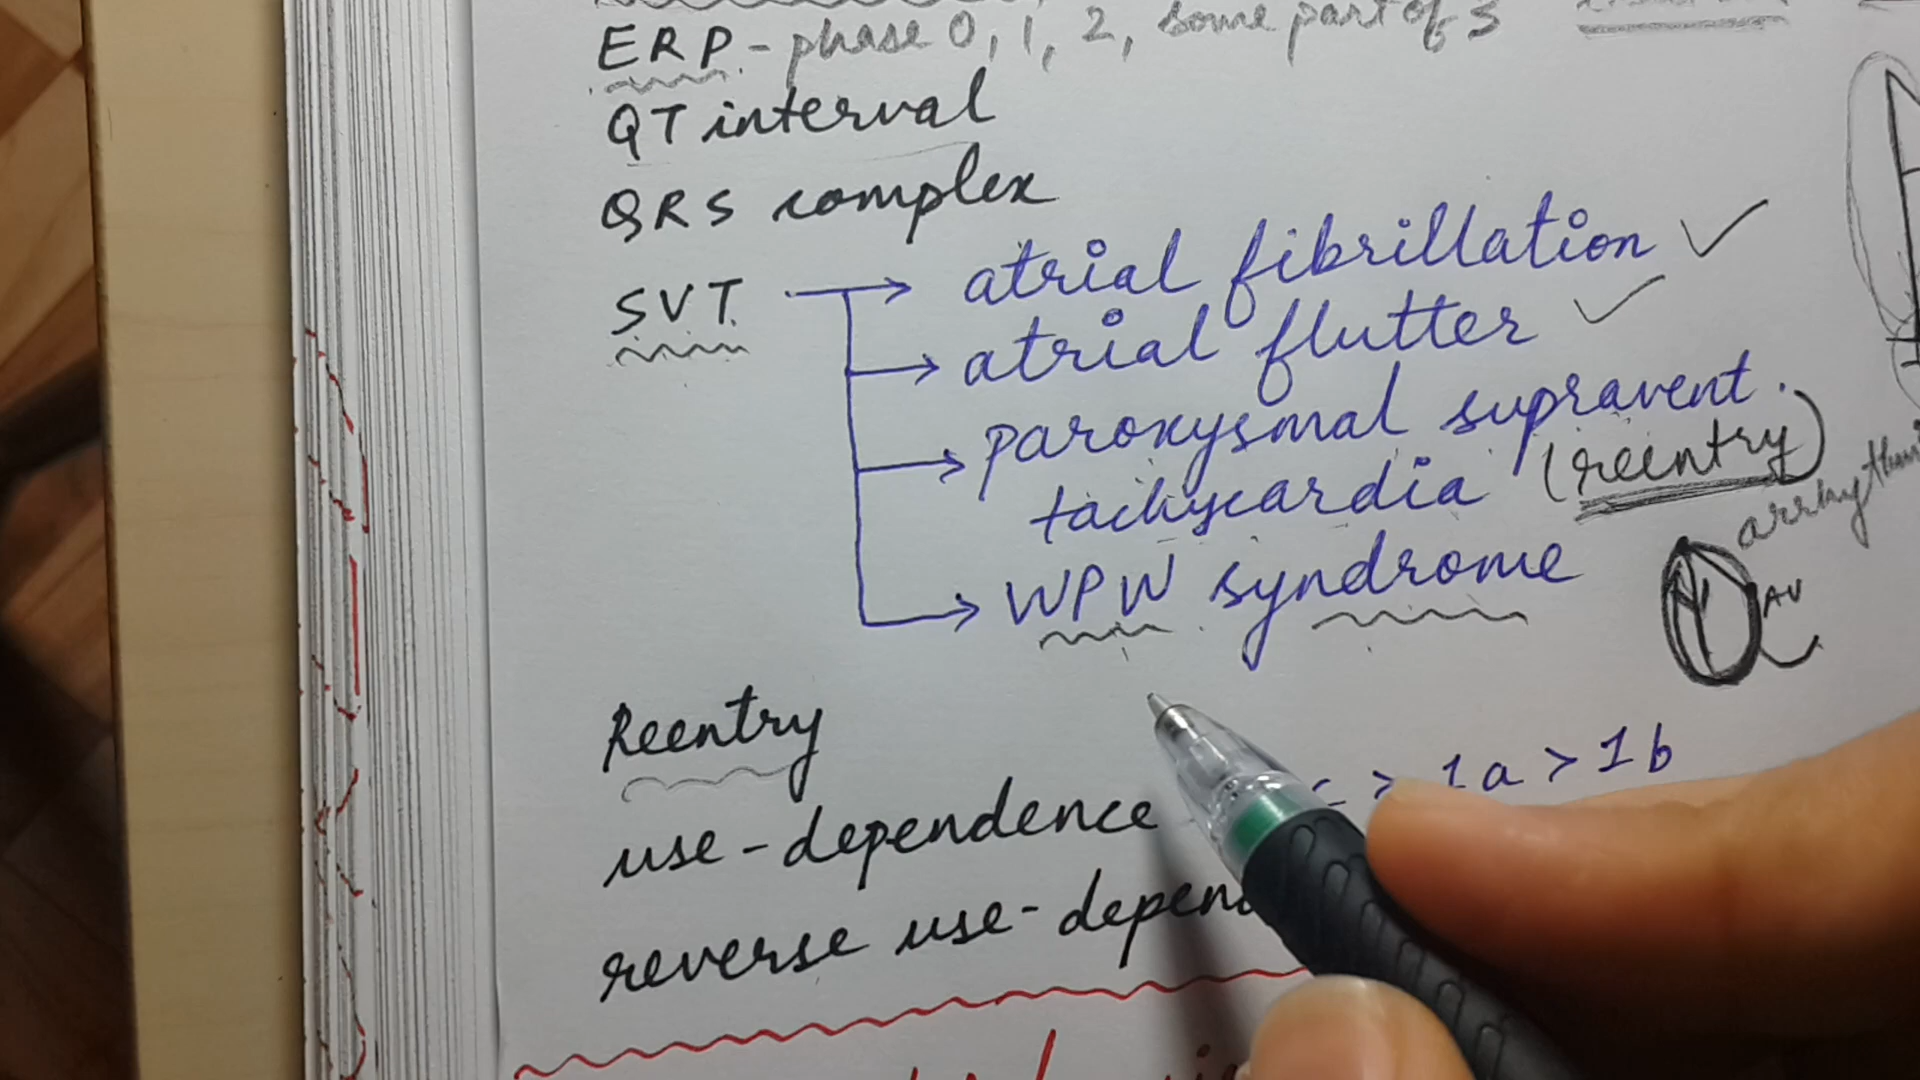 ERP - phase 0, 1, 2, some part of 3
QT interval
QRS complex
SVT → atrial fibrillation ✓
→ atrial flutter ✓
→ paroxysmal supravent.
tachycardia (reentry)
→ WPW syndrome
AV
Reentry
use-dependence > 1a > 1b
reverse use-